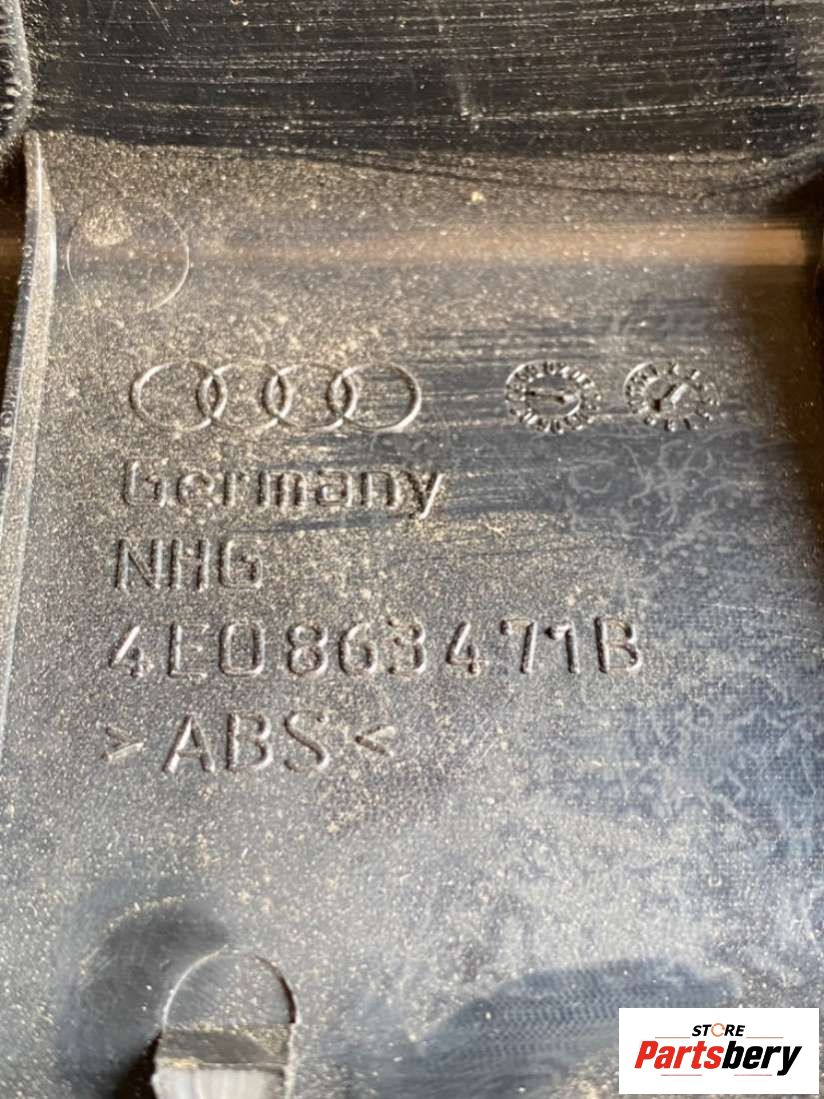 Germany
NHG
4E0863471B
>ABS<
STORE
Partsbery